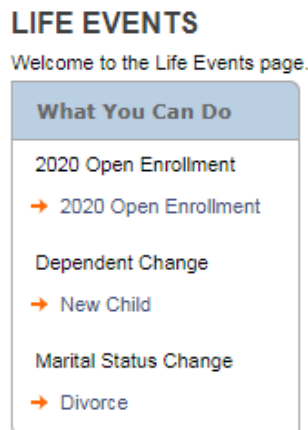 LIFE EVENTS
Welcome to the Life Events page.
What You Can Do
2020 Open Enrollment
2020 Open Enrollment
Dependent Change
New Child
Marital Status Change
Divorce